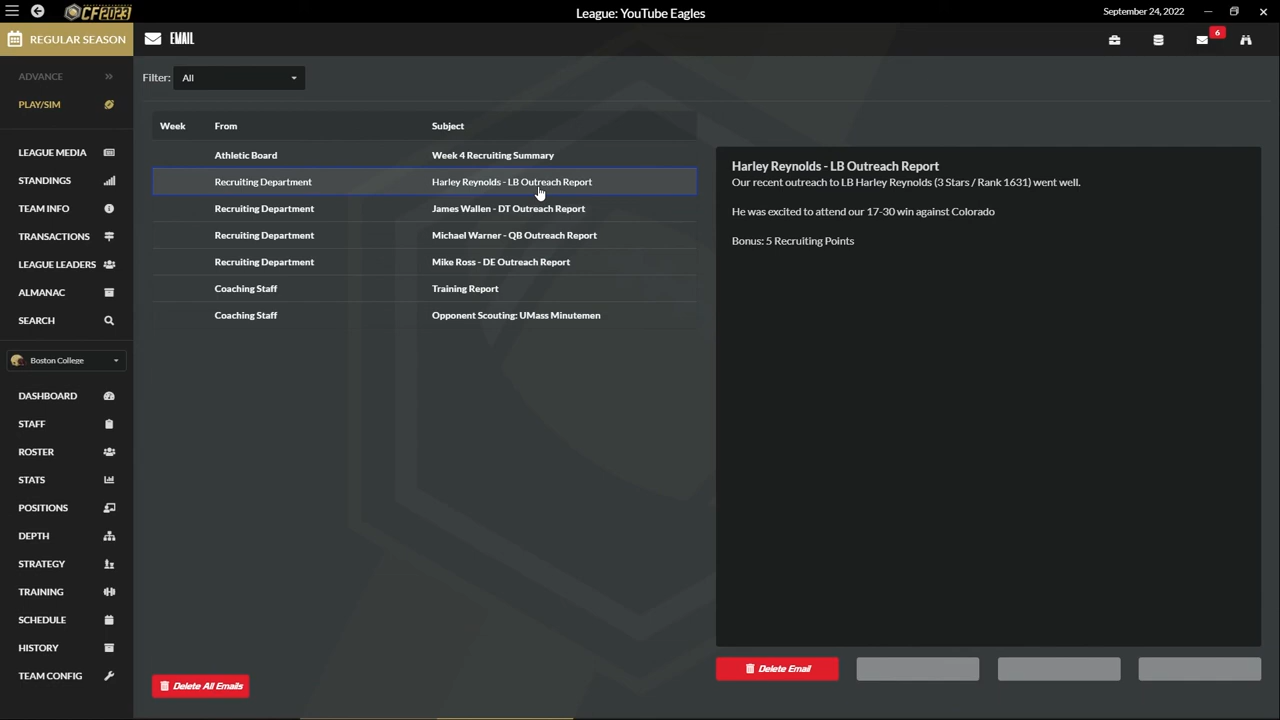 CF2023
League: YouTube Eagles
September 24, 2022
REGULAR SEASON
EMAIL
6
ADVANCE
PLAY/SIM
LEAGUE MEDIA
STANDINGS
TEAM INFO
TRANSACTIONS
LEAGUE LEADERS
ALMANAC
SEARCH
Boston College
DASHBOARD
STAFF
ROSTER
STATS
POSITIONS
DEPTH
STRATEGY
TRAINING
SCHEDULE
HISTORY
TEAM CONFIG
Filter: All
Week From Subject
Athletic Board Week 4 Recruiting Summary
Recruiting Department Harley Reynolds - LB Outreach Report
Recruiting Department James Wallen - DT Outreach Report
Recruiting Department Michael Warner - QB Outreach Report
Recruiting Department Mike Ross - DE Outreach Report
Coaching Staff Training Report
Coaching Staff Opponent Scouting: UMass Minutemen
Delete All Emails
Harley Reynolds - LB Outreach Report
Our recent outreach to LB Harley Reynolds (3 Stars / Rank 1631) went well.
He was excited to attend our 17-30 win against Colorado
Bonus: 5 Recruiting Points
Delete Email